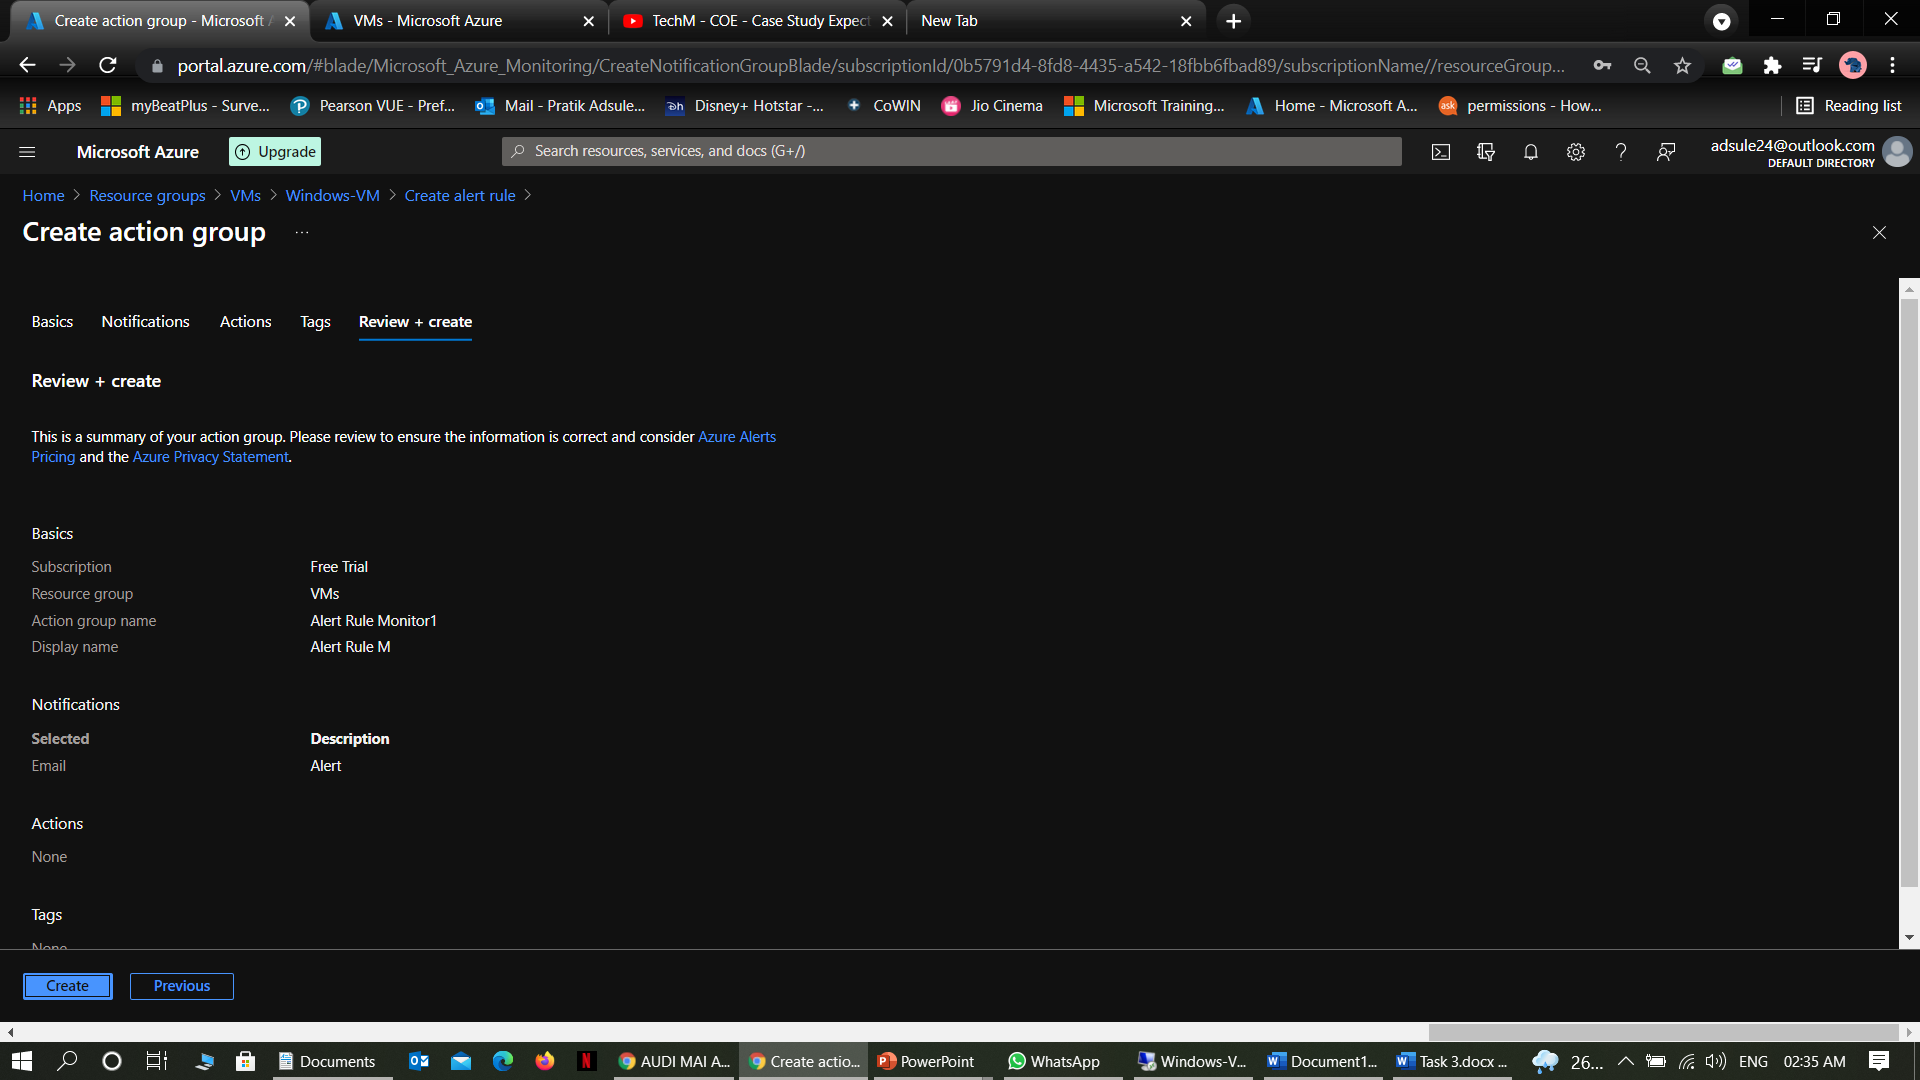 Create action group - Microsoft A
VMs - Microsoft Azure
TechM - COE - Case Study Expect
New Tab
portal.azure.com/#blade/Microsoft_Azure_Monitoring/CreateNotificationGroupBlade/subscriptionId/0b5791d4-8fd8-4435-a542-18fbb6fbad89/subscriptionName//resourceGroup...
Apps
myBeatPlus - Surve...
Pearson VUE - Pref...
Mail - Pratik Adsule...
Disney+ Hotstar -...
CoWIN
Jio Cinema
Microsoft Training...
Home - Microsoft A...
ask
permissions - How...
Reading list
Microsoft Azure
Upgrade
Search resources, services, and docs (G+/)
adsule24@outlook.com
DEFAULT DIRECTORY
Home > Resource groups > VMs > Windows-VM > Create alert rule >
Create action group ...
Basics
Notifications
Actions
Tags
Review + create
Review + create
This is a summary of your action group. Please review to ensure the information is correct and consider Azure Alerts
Pricing and the Azure Privacy Statement.
Basics
Subscription Free Trial
Resource group VMs
Action group name Alert Rule Monitor1
Display name Alert Rule M
Notifications
Selected Description
Email Alert
Actions
None
Tags
None
Create
Previous
Documents
AUDI MAI A...
Create actio...
PowerPoint
WhatsApp
Windows-V...
Document1...
Task 3.docx ...
26...
ENG
02:35 AM